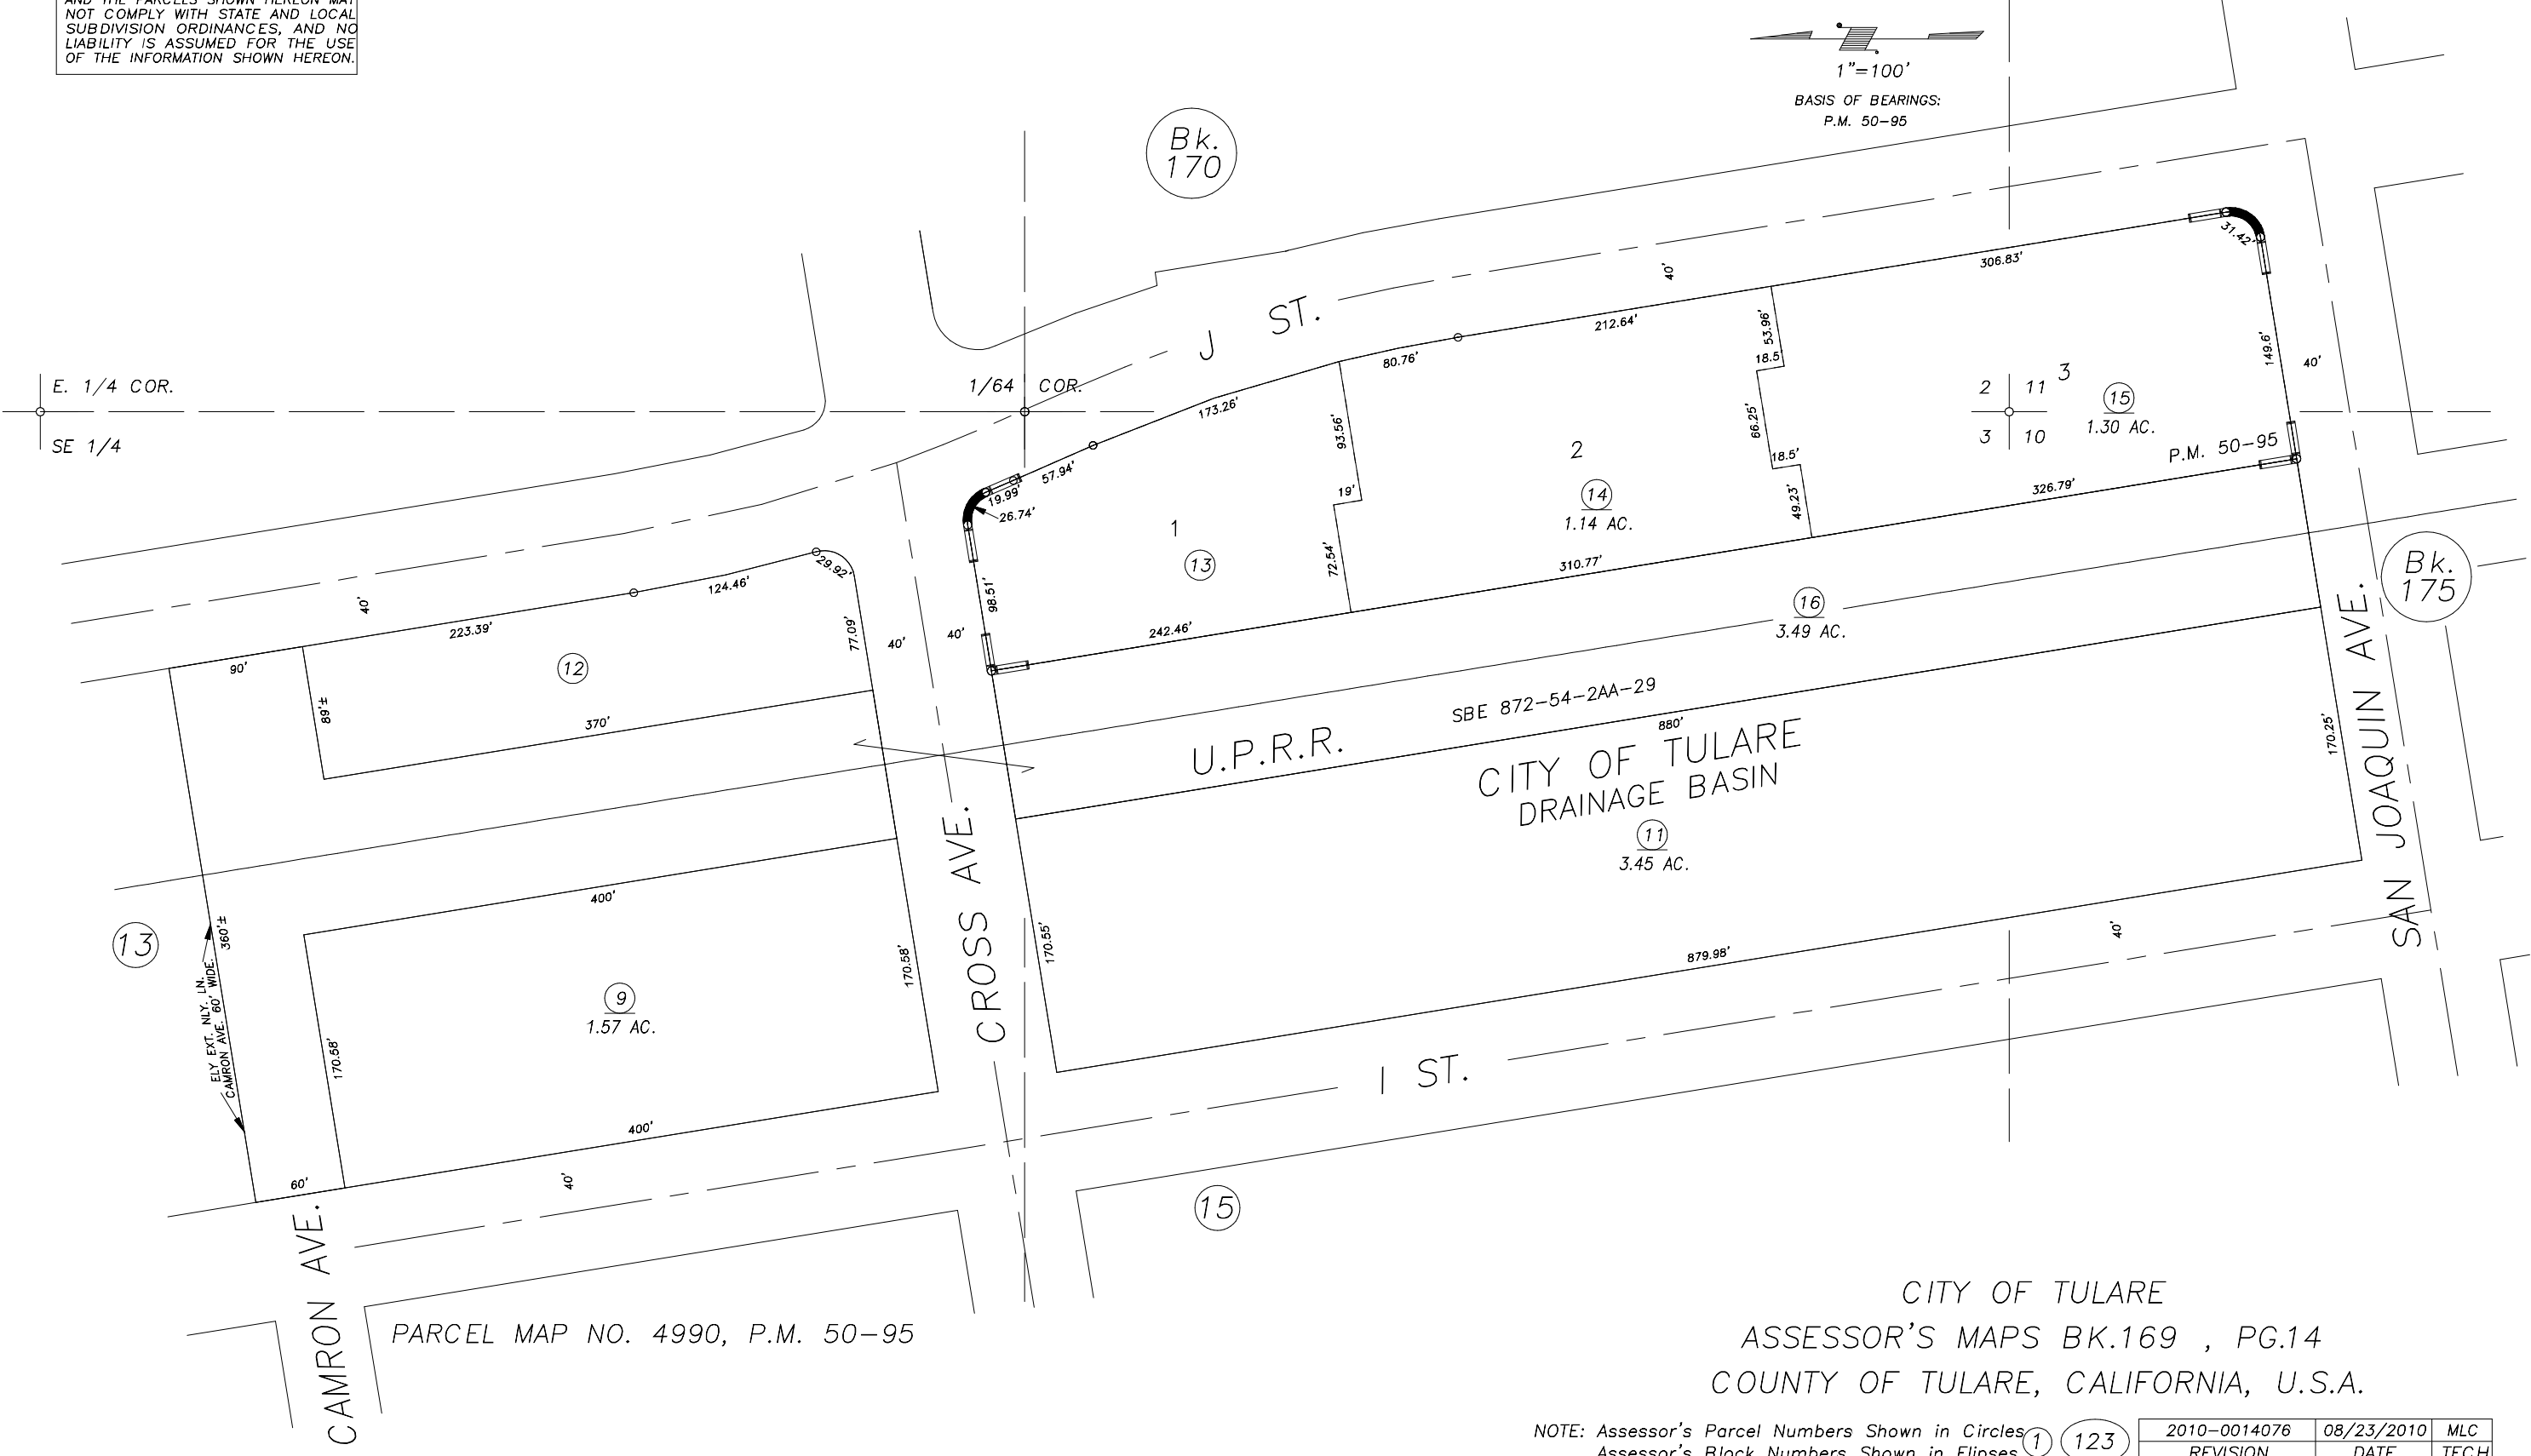 AND THE PARCELS SHOWN HEREON MAY
NOT COMPLY WITH STATE AND LOCAL
SUBDIVISION ORDINANCES, AND NO
LIABILITY IS ASSUMED FOR THE USE
OF THE INFORMATION SHOWN HEREON.
1"=100'
BASIS OF BEARINGS:
P.M. 50-95
Bk.
170
31.42'
306.83'
40'
J ST.
212.64'
53.96'
149.6'
40'
80.76'
18.5'
E. 1/4 COR.
1/64 COR.
2 11
3
15
1.30 AC.
3 10
SE 1/4
173.26'
93.56'
66.25'
P.M. 50-95
57.94'
2
18.5'
19.99'
26.74'
19'
14
1.14 AC.
49.23'
326.79'
1
13
72.54'
310.77'
Bk.
175
29.92'
124.46'
98.51'
40'
223.39'
77.09'
40'
40'
242.46'
16
3.49 AC.
90'
12
89'±
370'
SBE 872-54-2AA-29
880'
U.P.R.R.
CITY OF TULARE
DRAINAGE BASIN
11
3.45 AC.
170.25'
SAN JOAQUIN AVE.
CROSS AVE.
400'
13
360'±
ELY EXT. NLY. LN.
CAMRON AVE. 60' WIDE.
170.58'
170.55'
879.98'
40'
9
1.57 AC.
170.58'
I ST.
400'
60'
40'
15
CAMRON AVE.
PARCEL MAP NO. 4990, P.M. 50-95
CITY OF TULARE
ASSESSOR'S MAPS BK.169 , PG.14
COUNTY OF TULARE, CALIFORNIA, U.S.A.
NOTE: Assessor's Parcel Numbers Shown in Circles 1 123
Assessor's Block Numbers Shown in Elipses
2010-0014076 08/23/2010 MLC
REVISION DATE TECH